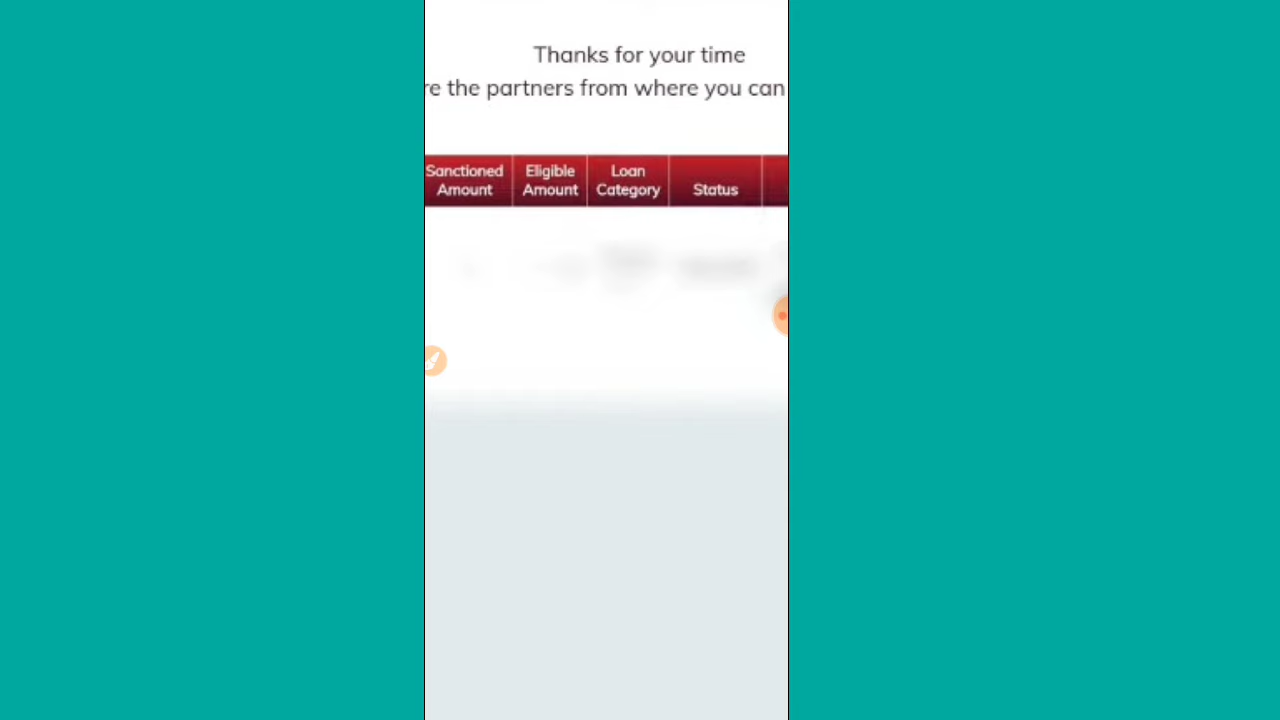 Thanks for your time
re the partners from where you can
Sanctioned Amount
Eligible Amount
Loan Category
Status